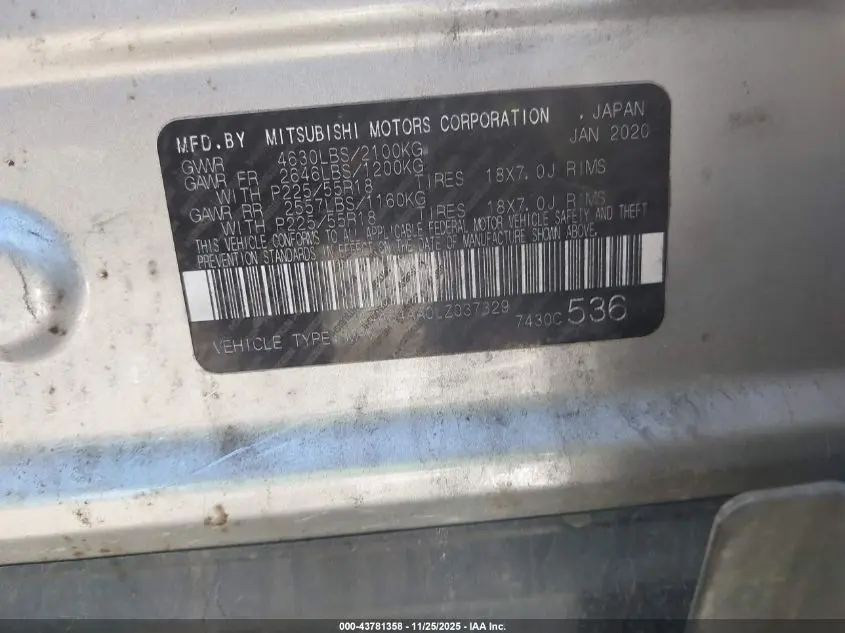 MFD.BY MITSUBISHI MOTORS CORPORATION , JAPAN
JAN 2020
GVWR 4630LBS/2100KG
GAWR FR 2646LBS/1200KG
WITH P225/55R18 TIRES 18X7.0J RIMS
GAWR RR 2557LBS/1160KG
WITH P225/55R18 TIRES 18X7.0J RIMS
THIS VEHICLE CONFORMS TO ALL APPLICABLE FEDERAL MOTOR VEHICLE SAFETY AND THEFT
PREVENTION STANDARDS IN EFFECT ON THE DATE OF MANUFACTURE SHOWN ABOVE.
VEHICLE TYPE
7430C 536
000-43781358 - 11/25/2025 - IAA Inc.